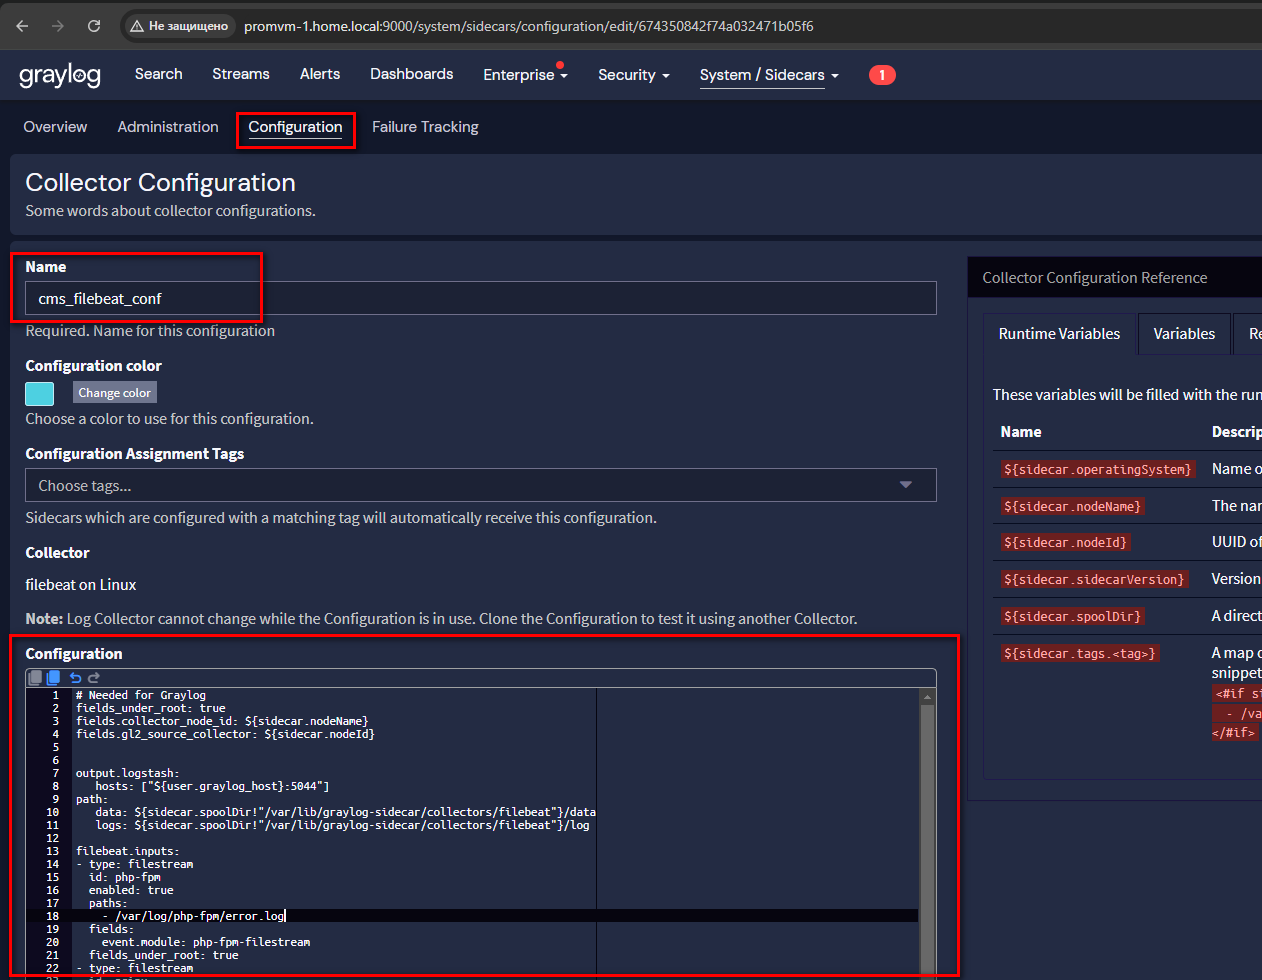 Не защищено promvm-1.home.local:9000/system/sidecars/configuration/edit/674350842f74a032471b05f6
graylog Search Streams Alerts Dashboards Enterprise Security System / Sidecars 1
Overview Administration Configuration Failure Tracking
Collector Configuration
Some words about collector configurations.
Name
cms_filebeat_conf
Required. Name for this configuration
Configuration color
Change color
Choose a color to use for this configuration.
Configuration Assignment Tags
Choose tags...
Sidecars which are configured with a matching tag will automatically receive this configuration.
Collector
filebeat on Linux
Note: Log Collector cannot change while the Configuration is in use. Clone the Configuration to test it using another Collector.
Configuration
1 # Needed for Graylog
2 fields_under_root: true
3 fields.collector_node_id: ${sidecar.nodeName}
4 fields.gl2_source_collector: ${sidecar.nodeId}
5
6
7 output.logstash:
8 hosts: ["${user.graylog_host}:5044"]
9 path:
10 data: ${sidecar.spoolDir!"/var/lib/graylog-sidecar/collectors/filebeat"}/data
11 logs: ${sidecar.spoolDir!"/var/lib/graylog-sidecar/collectors/filebeat"}/log
12
13 filebeat.inputs:
14 - type: filestream
15 id: php-fpm
16 enabled: true
17 paths:
18 - /var/log/php-fpm/error.log
19 fields:
20 event.module: php-fpm-filestream
21 fields_under_root: true
22 - type: filestream
Collector Configuration Reference
Runtime Variables Variables Re
These variables will be filled with the run
Name Descrip
${sidecar.operatingSystem} Name o
${sidecar.nodeName} The nar
${sidecar.nodeId} UUID of
${sidecar.sidecarVersion} Version
${sidecar.spoolDir} A direct
${sidecar.tags.<tag>} A map o
snippet
<#if si
- /va
</#if>